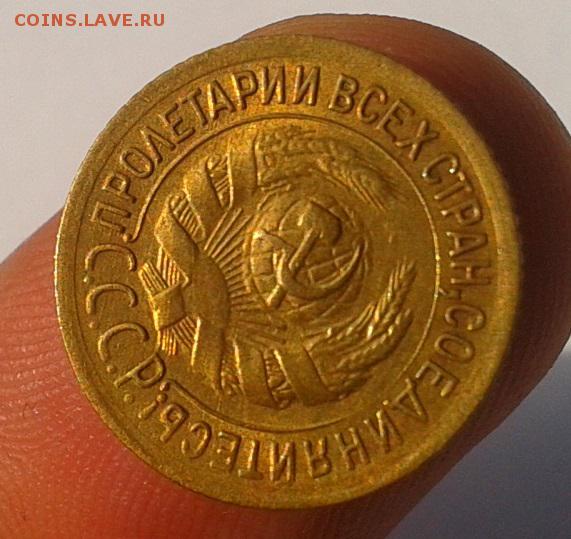 COINS.LAVE.RU
ПРОЛЕТАРИИ ВСЕХ СТРАН, СОЕДИНЯЙТЕСЬ!
С.С.С.Р.